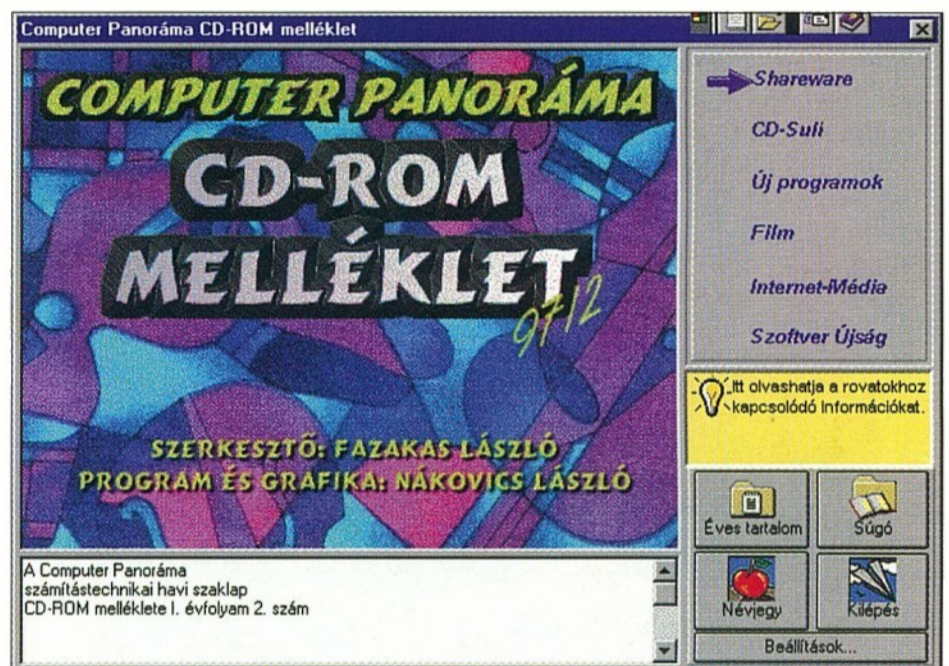 Computer Panoráma CD-ROM melléklet
COMPUTER PANORÁMA
CD-ROM
MELLÉKLET
97/2
SZERKESZTŐ: FAZAKAS LÁSZLÓ
PROGRAM ÉS GRAFIKA: NÁKOVICS LÁSZLÓ
A Computer Panoráma
számítástechnikai havi szaklap
CD-ROM melléklete I. évfolyam 2. szám
Shareware
CD-Suli
Új programok
Film
Internet-Média
Szoftver Újság
Itt olvashatja a rovatokhoz
kapcsolódó információkat.
Éves tartalom
Súgó
Névjegy
Kilépés
Beállítások...